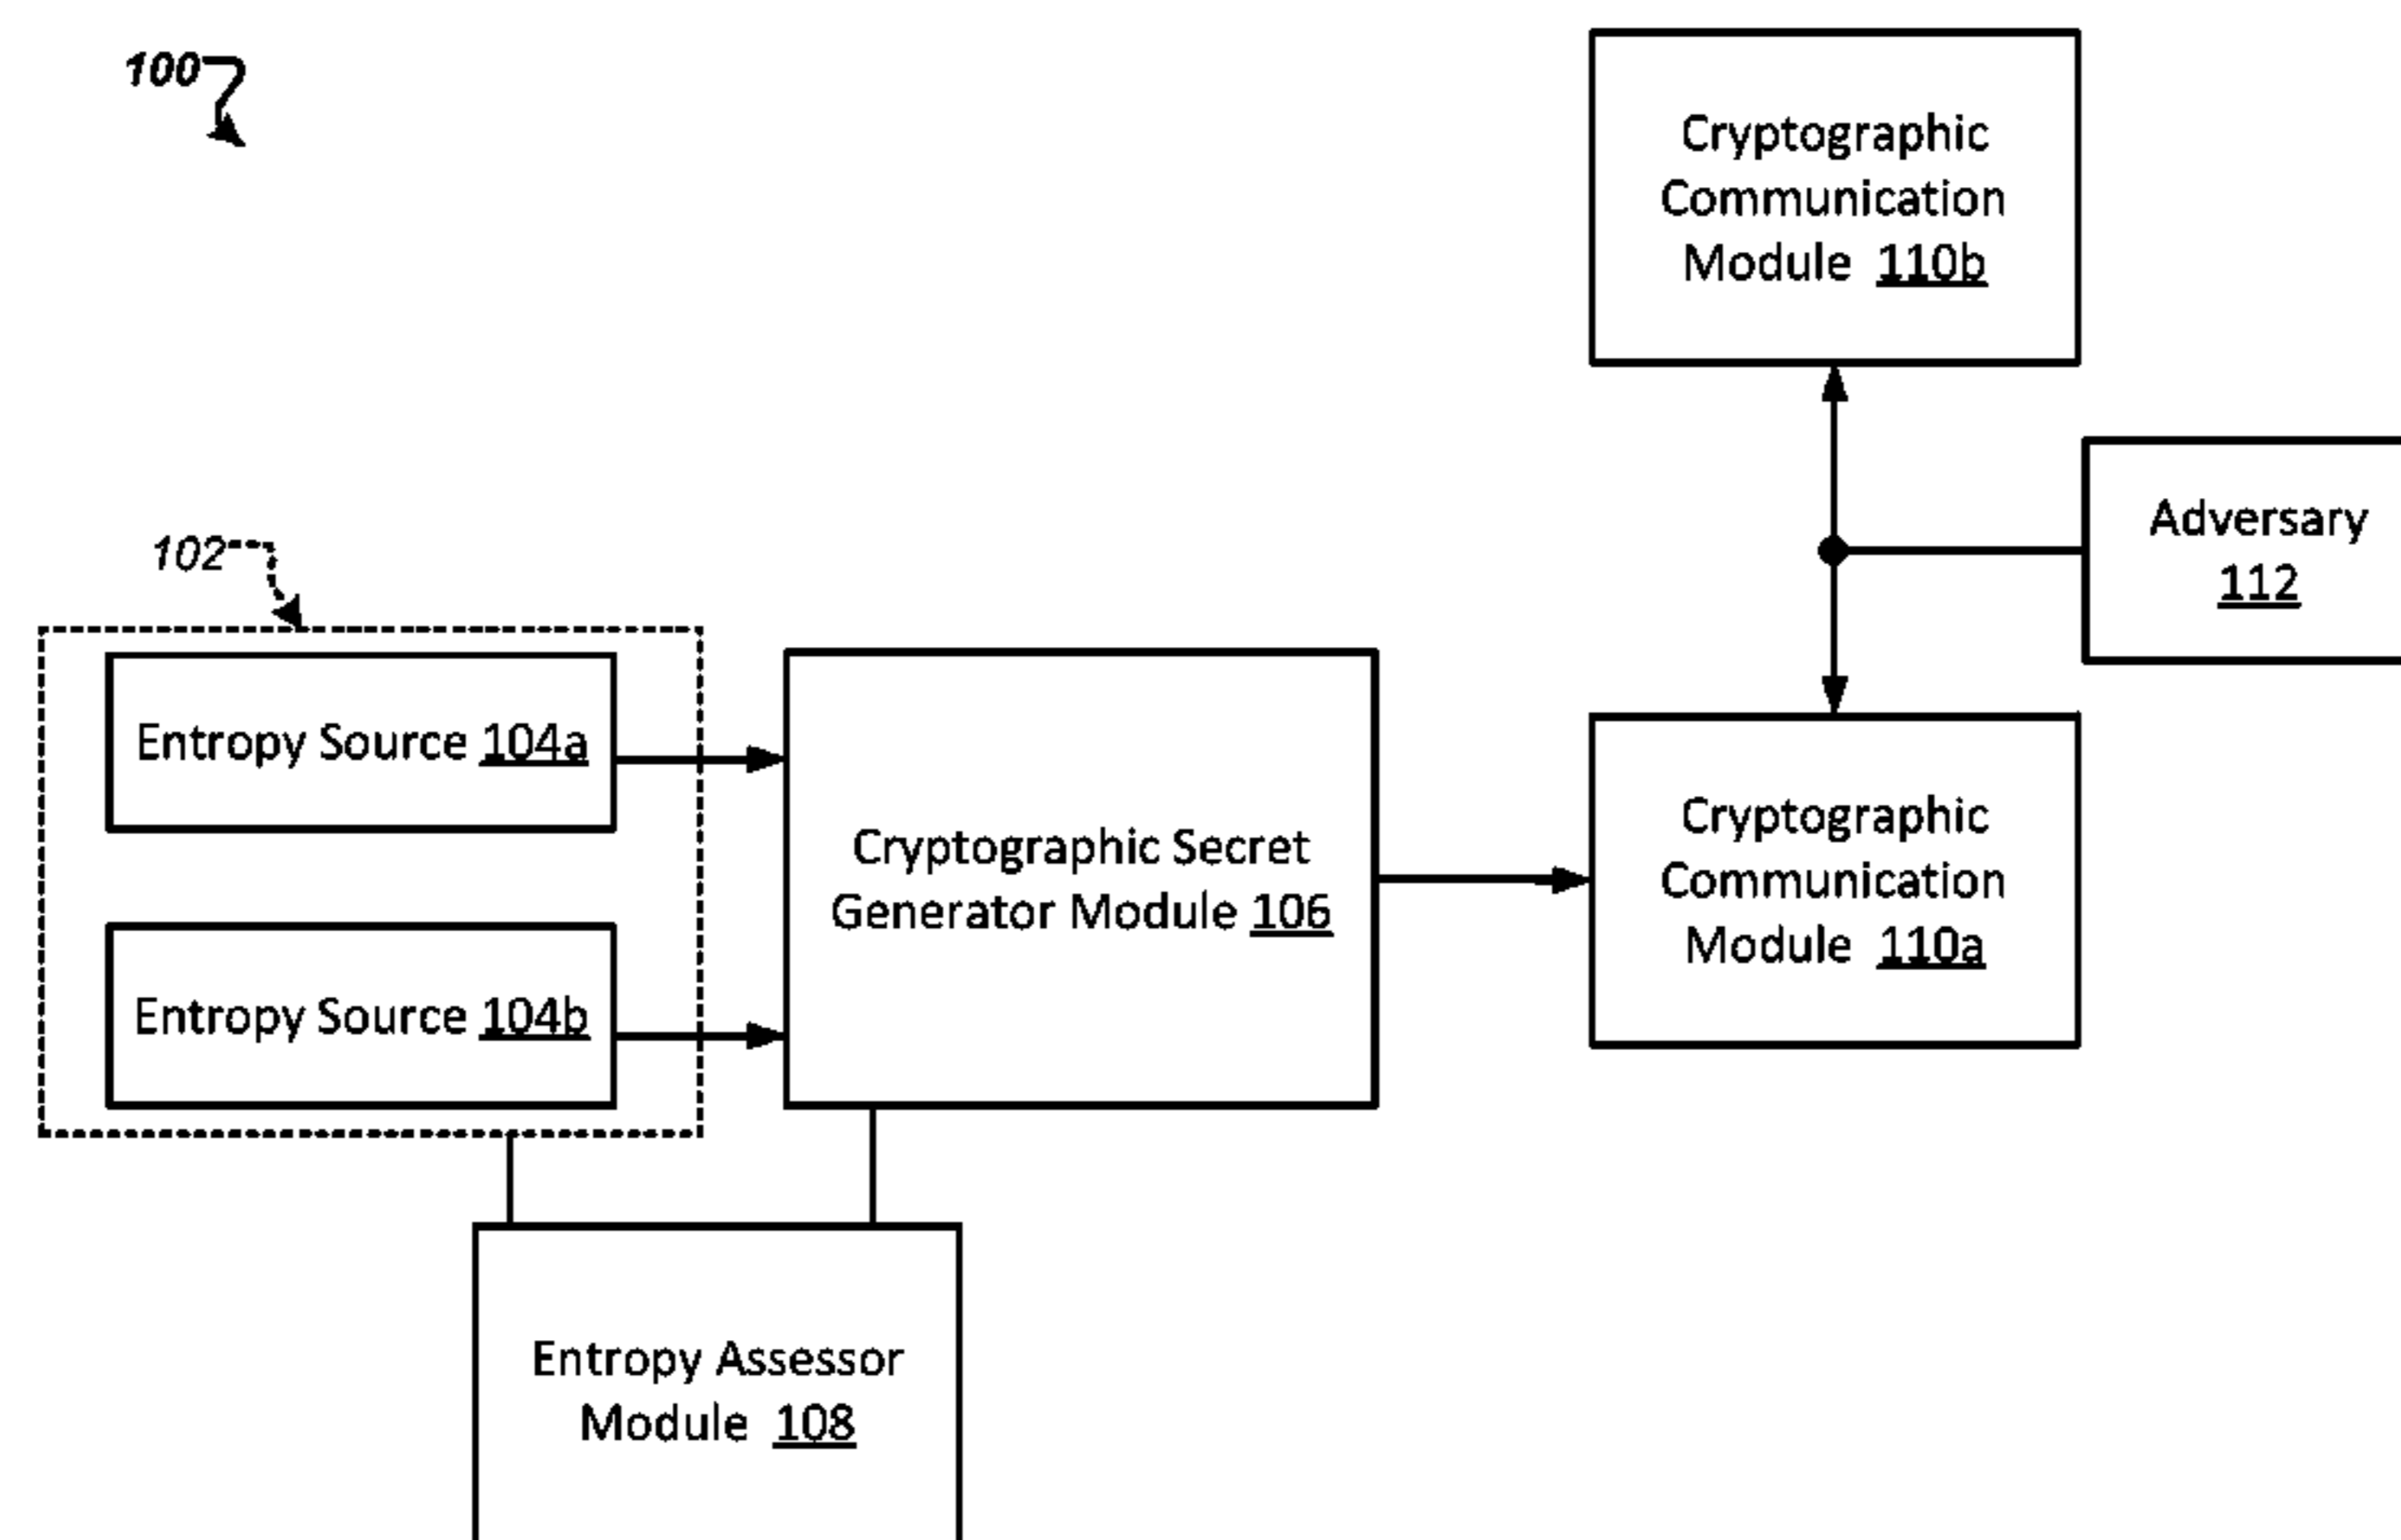 100
Cryptographic
Communication
Module 110b
Adversary
112
102
Entropy Source 104a
Entropy Source 104b
Cryptographic Secret
Generator Module 106
Cryptographic
Communication
Module 110a
Entropy Assessor
Module 108